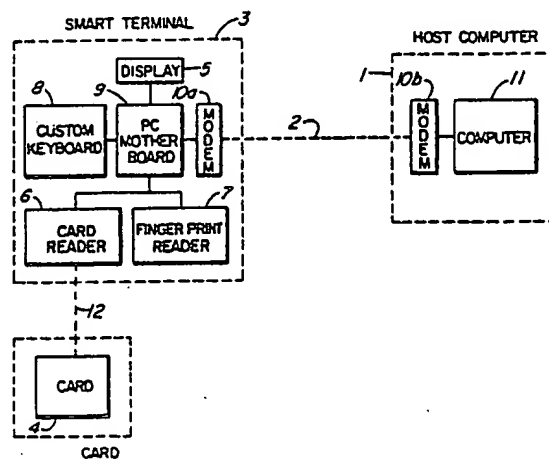 SMART TERMINAL
3
HOST COMPUTER
DISPLAY
5
8
9
10a
CUSTOM
KEYBOARD
PC
MOTHER
BOARD
MODEM
2
1
10b
11
MODEM
COMPUTER
6
7
CARD
READER
FINGER PRINT
READER
12
CARD
4
CARD